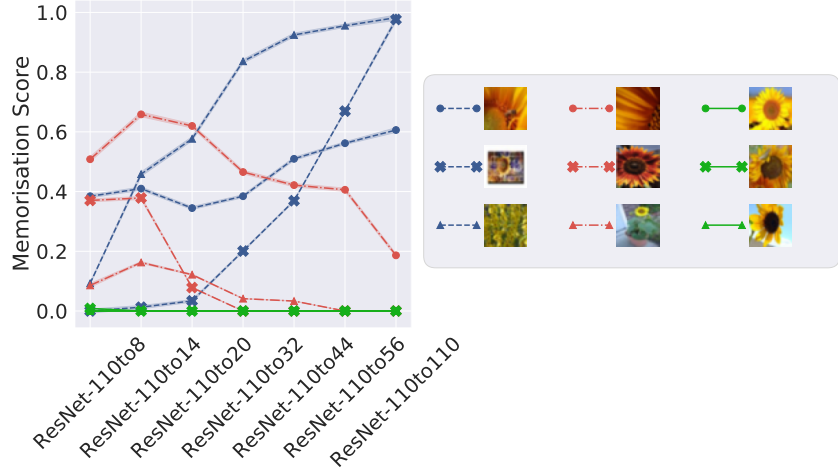 Memorisation Score
1.0
0.8
0.6
0.4
0.2
0.0
ResNet-110to8
ResNet-110to14
ResNet-110to20
ResNet-110to32
ResNet-110to44
ResNet-110to56
ResNet-110to110